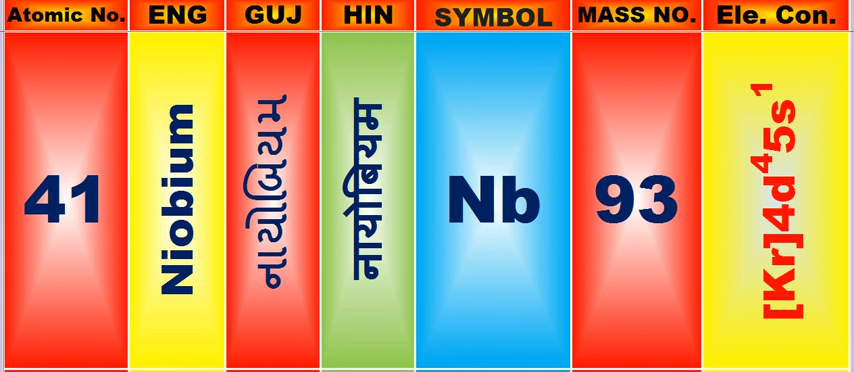 Atomic No. ENG GUJ HIN SYMBOL MASS NO. Ele. Con.
41 Niobium નાયોબિયમ્ नायोबियम Nb 93 [Kr]4d⁴5s¹